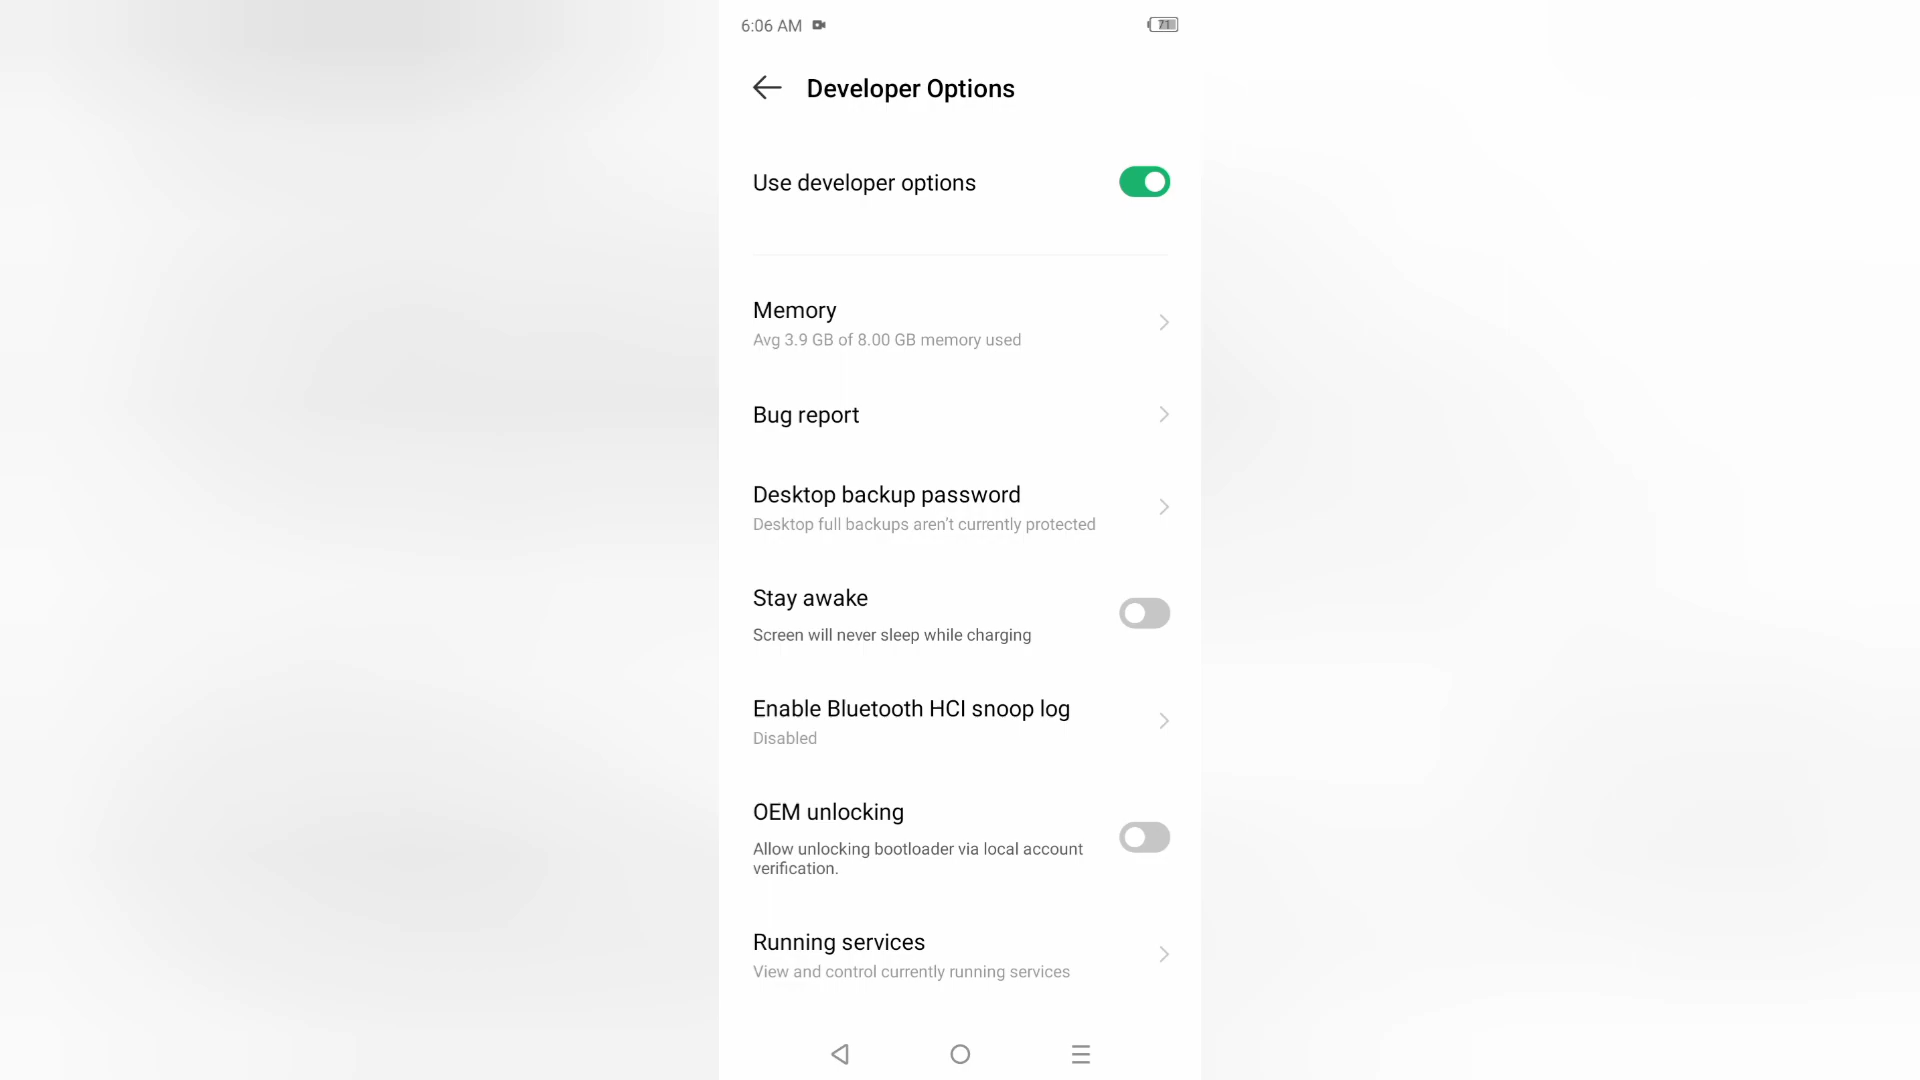 6:06 AM
71
Developer Options
Use developer options
Memory
Avg 3.9 GB of 8.00 GB memory used
Bug report
Desktop backup password
Desktop full backups aren't currently protected
Stay awake
Screen will never sleep while charging
Enable Bluetooth HCI snoop log
Disabled
OEM unlocking
Allow unlocking bootloader via local account
verification.
Running services
View and control currently running services